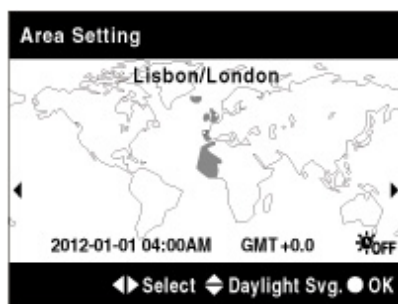 Area Setting
Lisbon/London
2012-01-01 04:00AM GMT +0.0 OFF
Select Daylight Svg. OK